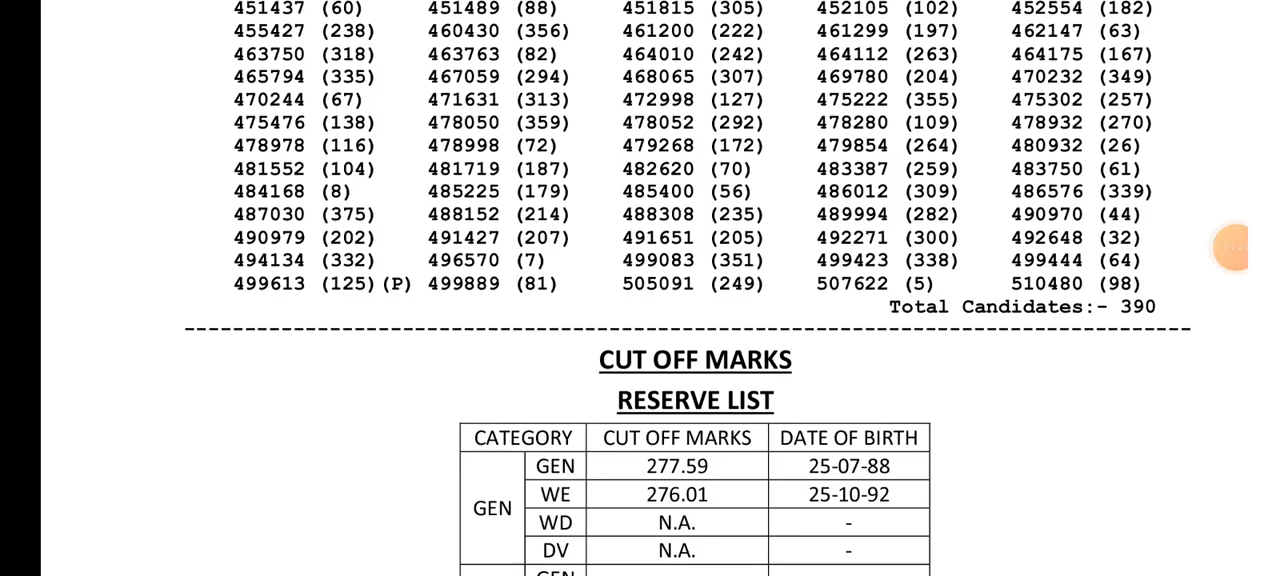 451437 (60) 451489 (88) 451815 (305) 452105 (102) 452554 (182)
455427 (238) 460430 (356) 461200 (222) 461299 (197) 462147 (63)
463750 (318) 463763 (82) 464010 (242) 464112 (263) 464175 (167)
465794 (335) 467059 (294) 468065 (307) 469780 (204) 470232 (349)
470244 (67) 471631 (313) 472998 (127) 475222 (355) 475302 (257)
475476 (138) 478050 (359) 478052 (292) 478280 (109) 478932 (270)
478978 (116) 478998 (72) 479268 (172) 479854 (264) 480932 (26)
481552 (104) 481719 (187) 482620 (70) 483387 (259) 483750 (61)
484168 (8) 485225 (179) 485400 (56) 486012 (309) 486576 (339)
487030 (375) 488152 (214) 488308 (235) 489994 (282) 490970 (44)
490979 (202) 491427 (207) 491651 (205) 492271 (300) 492648 (32)
494134 (332) 496570 (7) 499083 (351) 499423 (338) 499444 (64)
499613 (125)(P) 499889 (81) 505091 (249) 507622 (5) 510480 (98)
Total Candidates:- 390
CUT OFF MARKS
RESERVE LIST
CATEGORY CUT OFF MARKS DATE OF BIRTH
GEN 277.59 25-07-88
WE 276.01 25-10-92
GEN
WD N.A. -
DV N.A. -
GEN